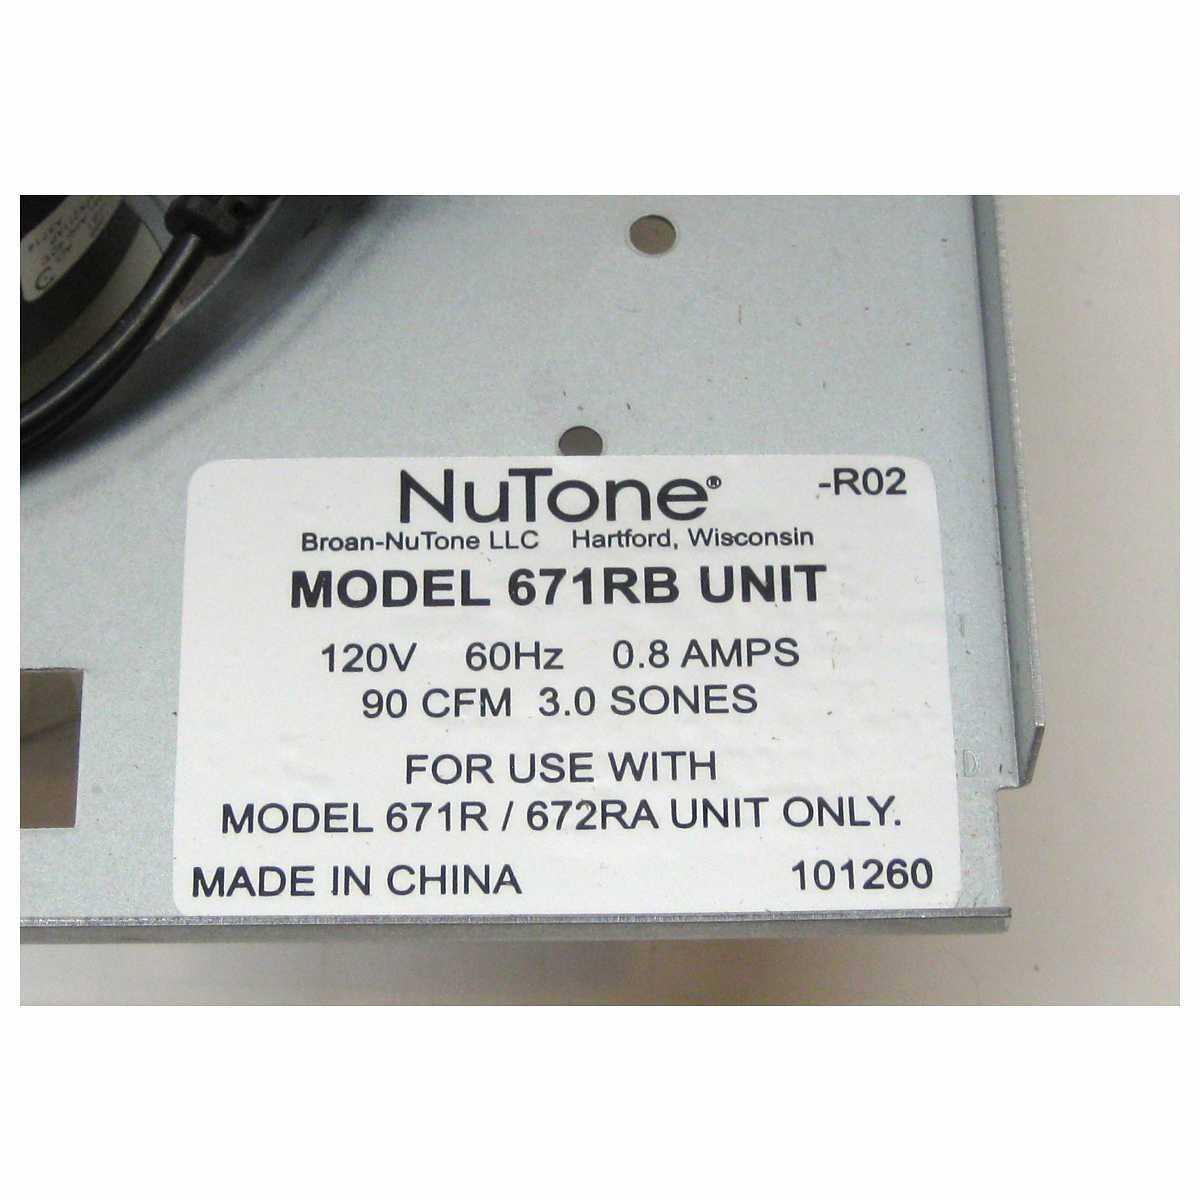 NuTone® -R02
Broan-NuTone LLC Hartford, Wisconsin
MODEL 671RB UNIT
120V 60Hz 0.8 AMPS
90 CFM 3.0 SONES
FOR USE WITH
MODEL 671R / 672RA UNIT ONLY.
MADE IN CHINA 101260